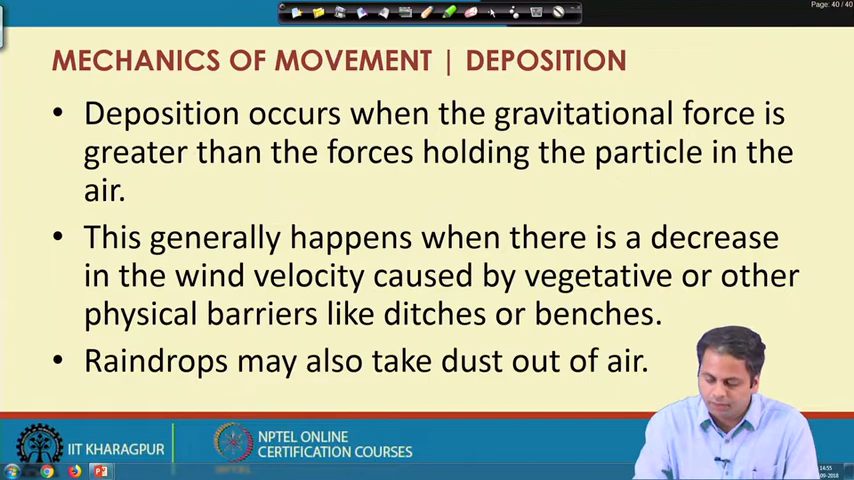 Page: 40 / 40
MECHANICS OF MOVEMENT | DEPOSITION
• Deposition occurs when the gravitational force is
greater than the forces holding the particle in the
air.
• This generally happens when there is a decrease
in the wind velocity caused by vegetative or other
physical barriers like ditches or benches.
• Raindrops may also take dust out of air.
IIT KHARAGPUR
NPTEL ONLINE
CERTIFICATION COURSES
NPTEL
14:55